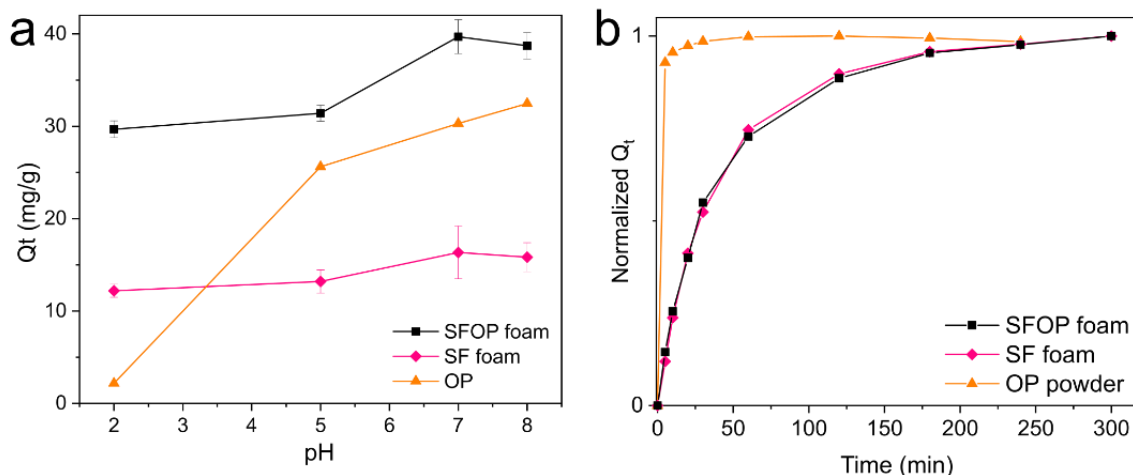 a
Qt (mg/g)
40
30
20
10
0
2
3
4
5
6
7
8
pH
SFOP foam
SF foam
OP
b
Normalized Qt
1
0
0
50
100
150
200
250
300
Time (min)
SFOP foam
SF foam
OP powder